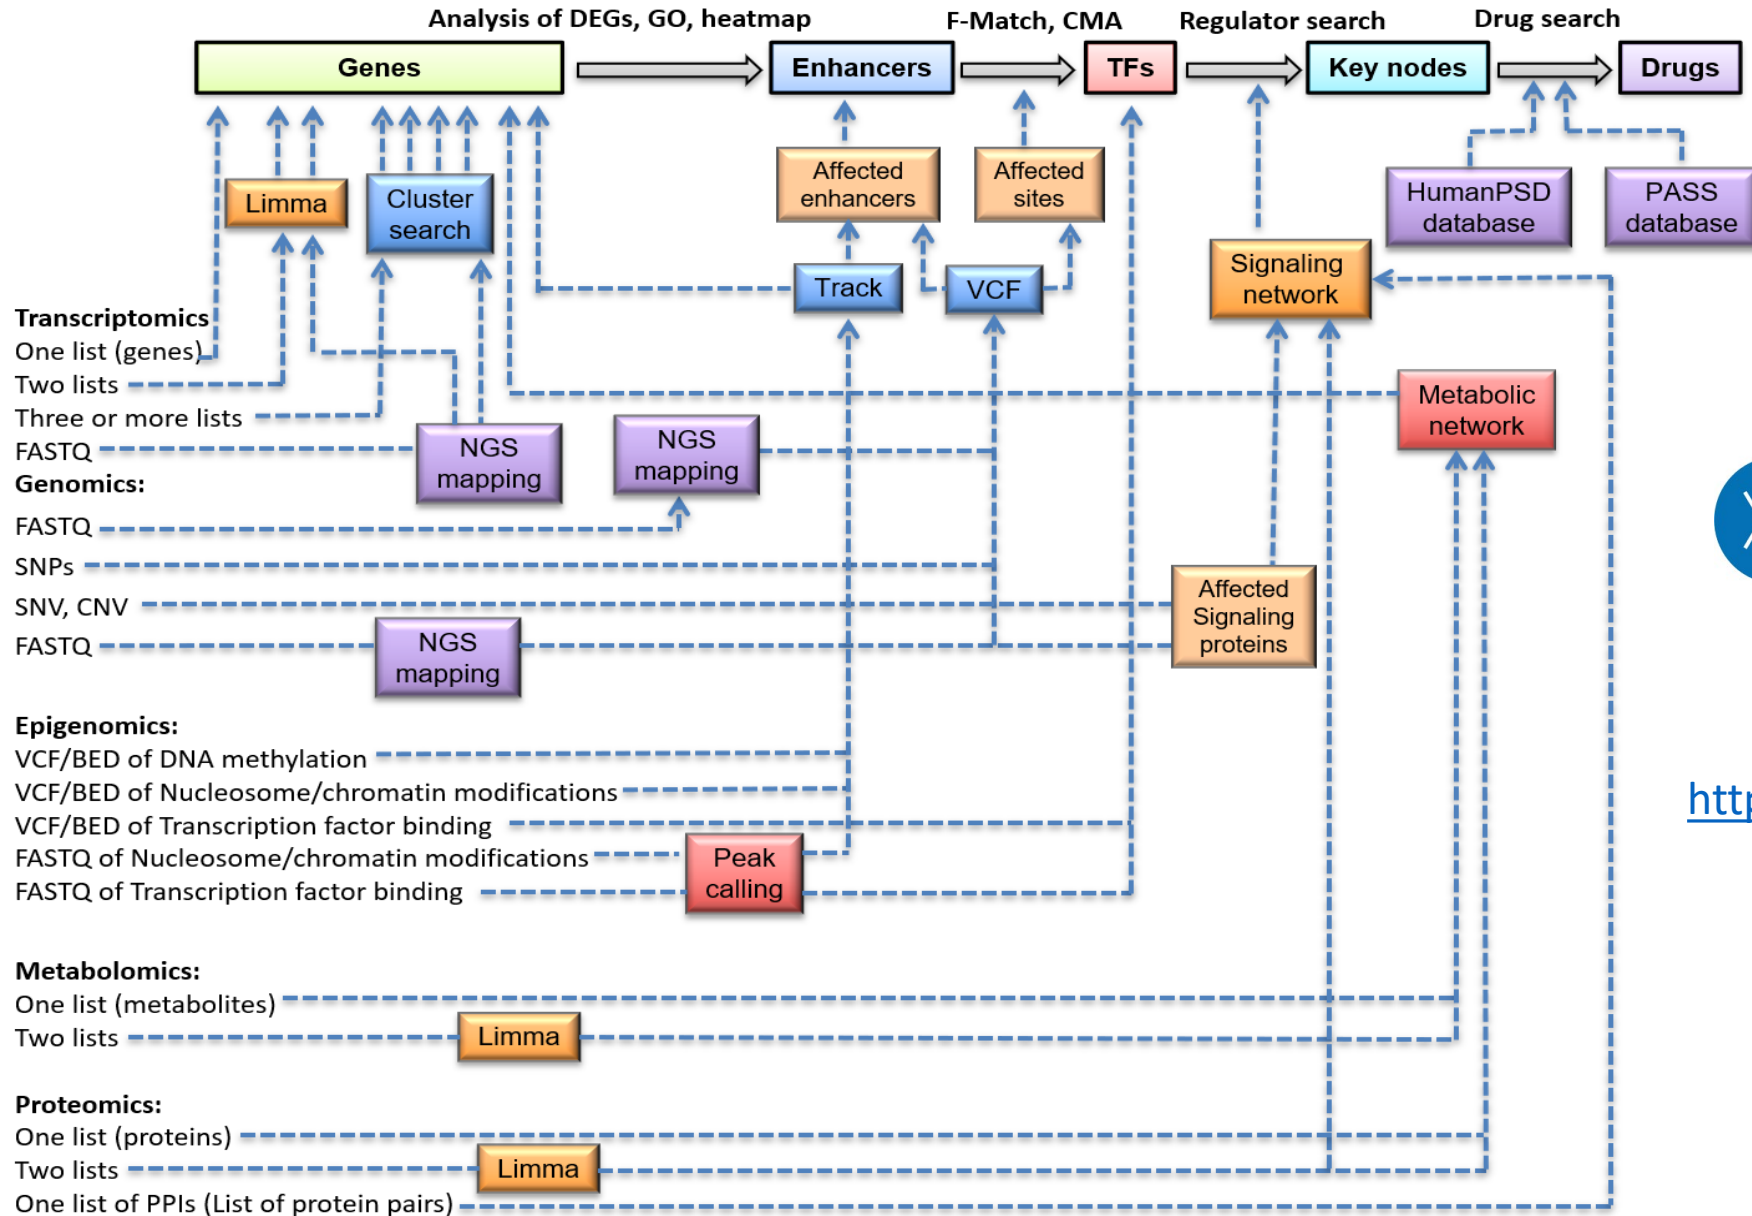 Analysis of DEGs, GO, heatmap
F-Match, CMA
Regulator search
Drug search
Genes
Enhancers
TFs
Key nodes
Drugs
Limma
Cluster
search
Affected
enhancers
Affected
sites
HumanPSD
database
PASS
database
Track
VCF
Signaling
network
Transcriptomics
One list (genes)
Two lists
Three or more lists
FASTQ
NGS
mapping
NGS
mapping
Metabolic
network
Genomics:
FASTQ
SNPs
SNV, CNV
FASTQ
NGS
mapping
Affected
Signaling
proteins
Epigenomics:
VCF/BED of DNA methylation
VCF/BED of Nucleosome/chromatin modifications
VCF/BED of Transcription factor binding
FASTQ of Nucleosome/chromatin modifications
FASTQ of Transcription factor binding
Peak
calling
http
Metabolomics:
One list (metabolites)
Two lists
Limma
Proteomics:
One list (proteins)
Two lists
Limma
One list of PPIs (List of protein pairs)